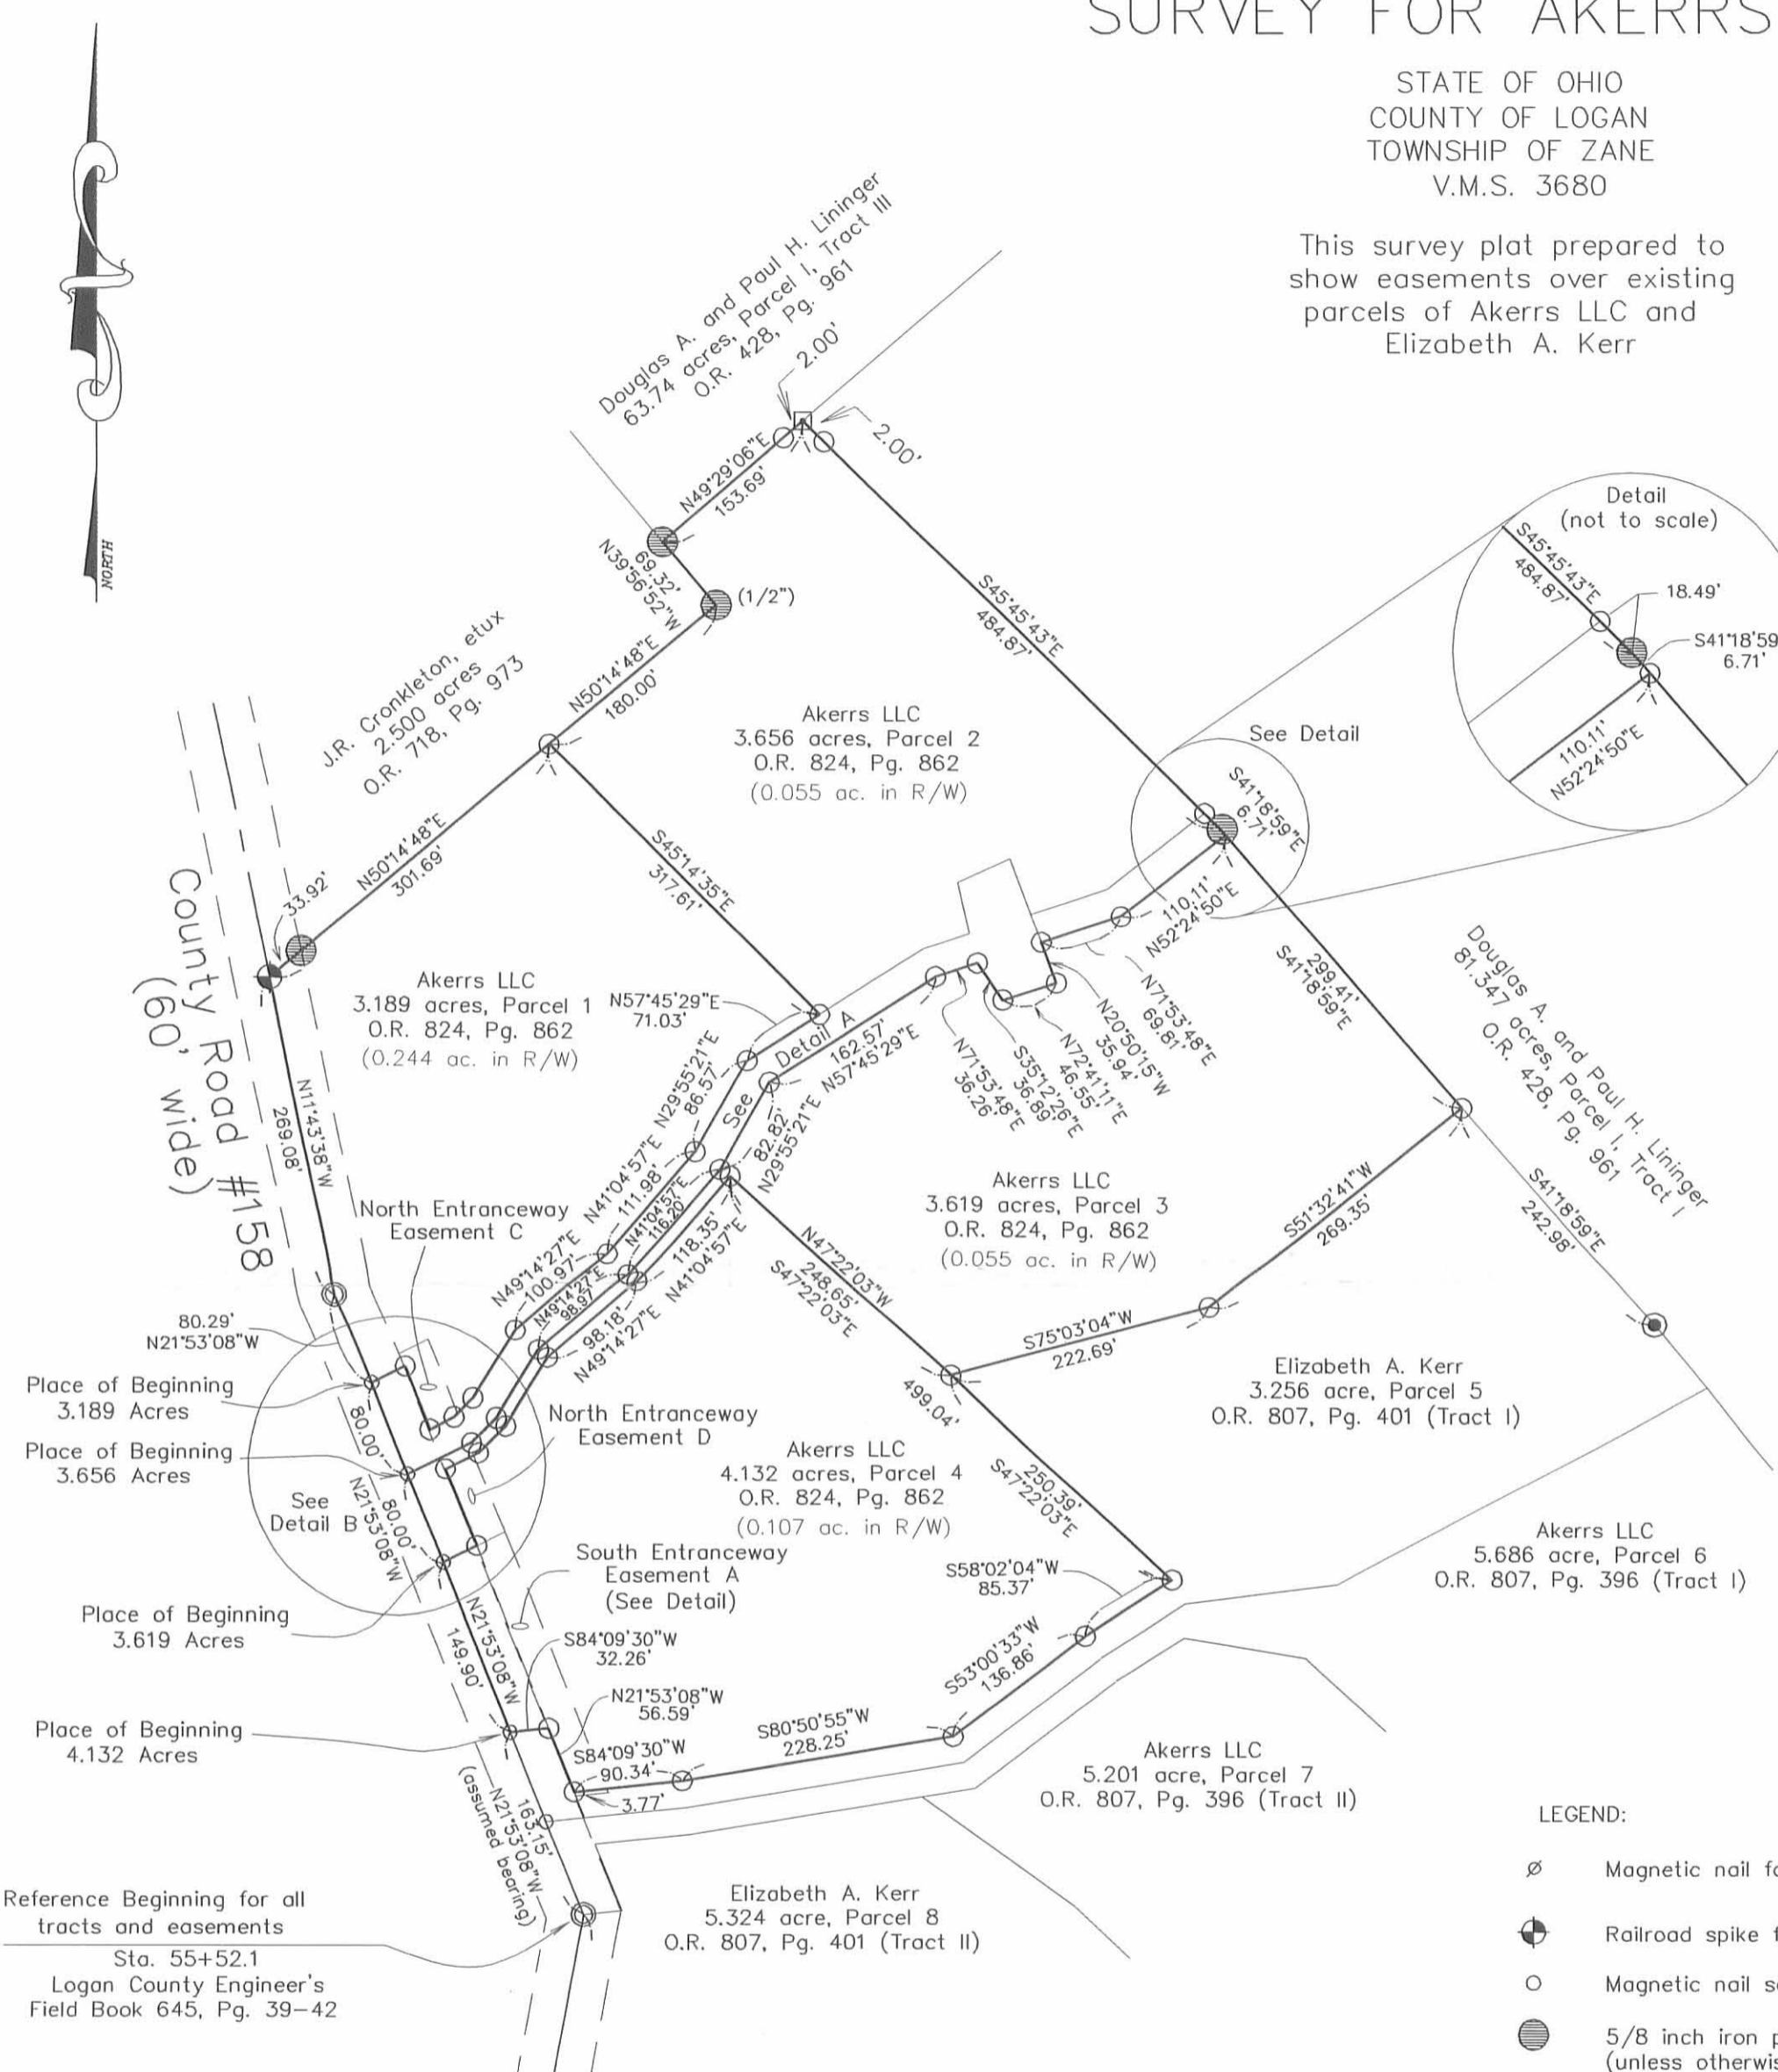 SURVEY FOR AKERRS
STATE OF OHIO
COUNTY OF LOGAN
TOWNSHIP OF ZANE
V.M.S. 3680
This survey plat prepared to
show easements over existing
parcels of Akerrs LLC and
Elizabeth A. Kerr
NORTH
Douglas A. and Paul H. Lininger
63.74 acres, Parcel I, Tract III
O.R. 428, Pg. 961
2.00'
2.00'
N49°29'06"E
153.69'
69.32'
N39°56'52"W
(1/2")
S45°45'43"E
484.87'
Detail
(not to scale)
S45°45'43"E
484.87'
18.49'
S41°18'59
6.71'
110.11'
N52°24'50"E
J.R. Cronkleton, etux
2.500 acres
O.R. 718, Pg. 973
N50°14'48"E
180.00'
Akerrs LLC
3.656 acres, Parcel 2
O.R. 824, Pg. 862
(0.055 ac. in R/W)
See Detail
S41°18'59"E
6.71'
N50°14'48"E
301.69'
33.92'
S45°14'35"E
317.61'
110.11'
N52°24'50"E
County Road #158
(60' wide)
Akerrs LLC
3.189 acres, Parcel 1
O.R. 824, Pg. 862
(0.244 ac. in R/W)
N57°45'29"E
71.03'
See Detail A
162.57'
N57°45'29"E
N71°53'48"E
36.26'
S35°12'26"E
36.89'
N72°41'11"E
46.55'
N20°50'15"W
35.94'
N71°53'48"E
69.81'
299.41'
S41°18'59"E
Douglas A. and Paul H. Lininger
81.347 acres, Parcel I, Tract I
O.R. 428, Pg. 961
N11°43'38"W
269.08'
N29°55'21"E
86.57'
82.82'
N29°55'21"E
N41°04'57"E
111.98'
N41°04'57"E
116.20'
118.35'
N41°04'57"E
N49°14'27"E
100.97'
N49°14'27"E
98.97'
98.18'
N49°14'27"E
North Entranceway
Easement C
Akerrs LLC
3.619 acres, Parcel 3
O.R. 824, Pg. 862
(0.055 ac. in R/W)
S51°32'41"W
269.35'
S41°18'59"E
242.98'
N47°22'03"W
248.65'
S47°22'03"E
80.29'
N21°53'08"W
S75°03'04"W
222.69'
Place of Beginning
3.189 Acres
499.04'
Elizabeth A. Kerr
3.256 acre, Parcel 5
O.R. 807, Pg. 401 (Tract I)
North Entranceway
Easement D
80.00'
Place of Beginning
3.656 Acres
See
Detail B
80.00'
N21°53'08"W
Akerrs LLC
4.132 acres, Parcel 4
O.R. 824, Pg. 862
(0.107 ac. in R/W)
250.39'
S47°22'03"E
Akerrs LLC
5.686 acre, Parcel 6
O.R. 807, Pg. 396 (Tract I)
South Entranceway
Easement A
(See Detail)
S58°02'04"W
85.37'
Place of Beginning
3.619 Acres
N21°53'08"W
149.90'
S84°09'30"W
32.26'
S53°00'33"W
136.86'
N21°53'08"W
56.59'
Place of Beginning
4.132 Acres
S84°09'30"W
90.34'
3.77'
S80°50'55"W
228.25'
Akerrs LLC
5.201 acre, Parcel 7
O.R. 807, Pg. 396 (Tract II)
163.15'
N21°53'08"W
(assumed bearing)
Reference Beginning for all
tracts and easements
Sta. 55+52.1
Logan County Engineer's
Field Book 645, Pg. 39-42
Elizabeth A. Kerr
5.324 acre, Parcel 8
O.R. 807, Pg. 401 (Tract II)
LEGEND:
Magnetic nail
Railroad spike
Magnetic nail
5/8 inch iron
(unless